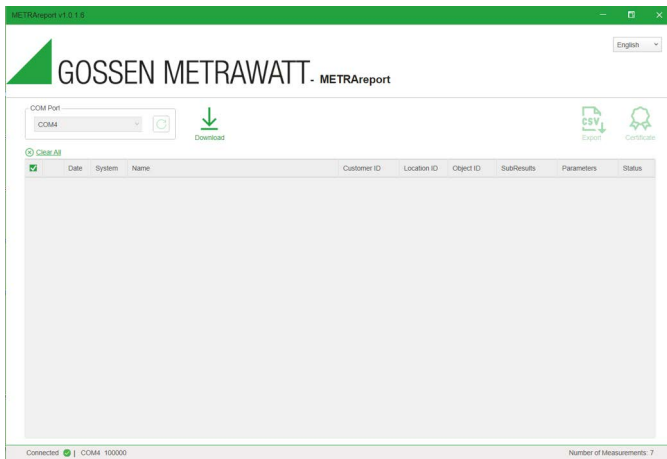 METRAreport v1.0.1.6
English
GOSSEN METRAWATT - METRAreport
COM Port
COM4
Download
CSV
Export
Certificate
Clear All
Date System Name Customer ID Location ID Object ID SubResults Parameters Status
Connected | COM4 100000 Number of Measurements: 7